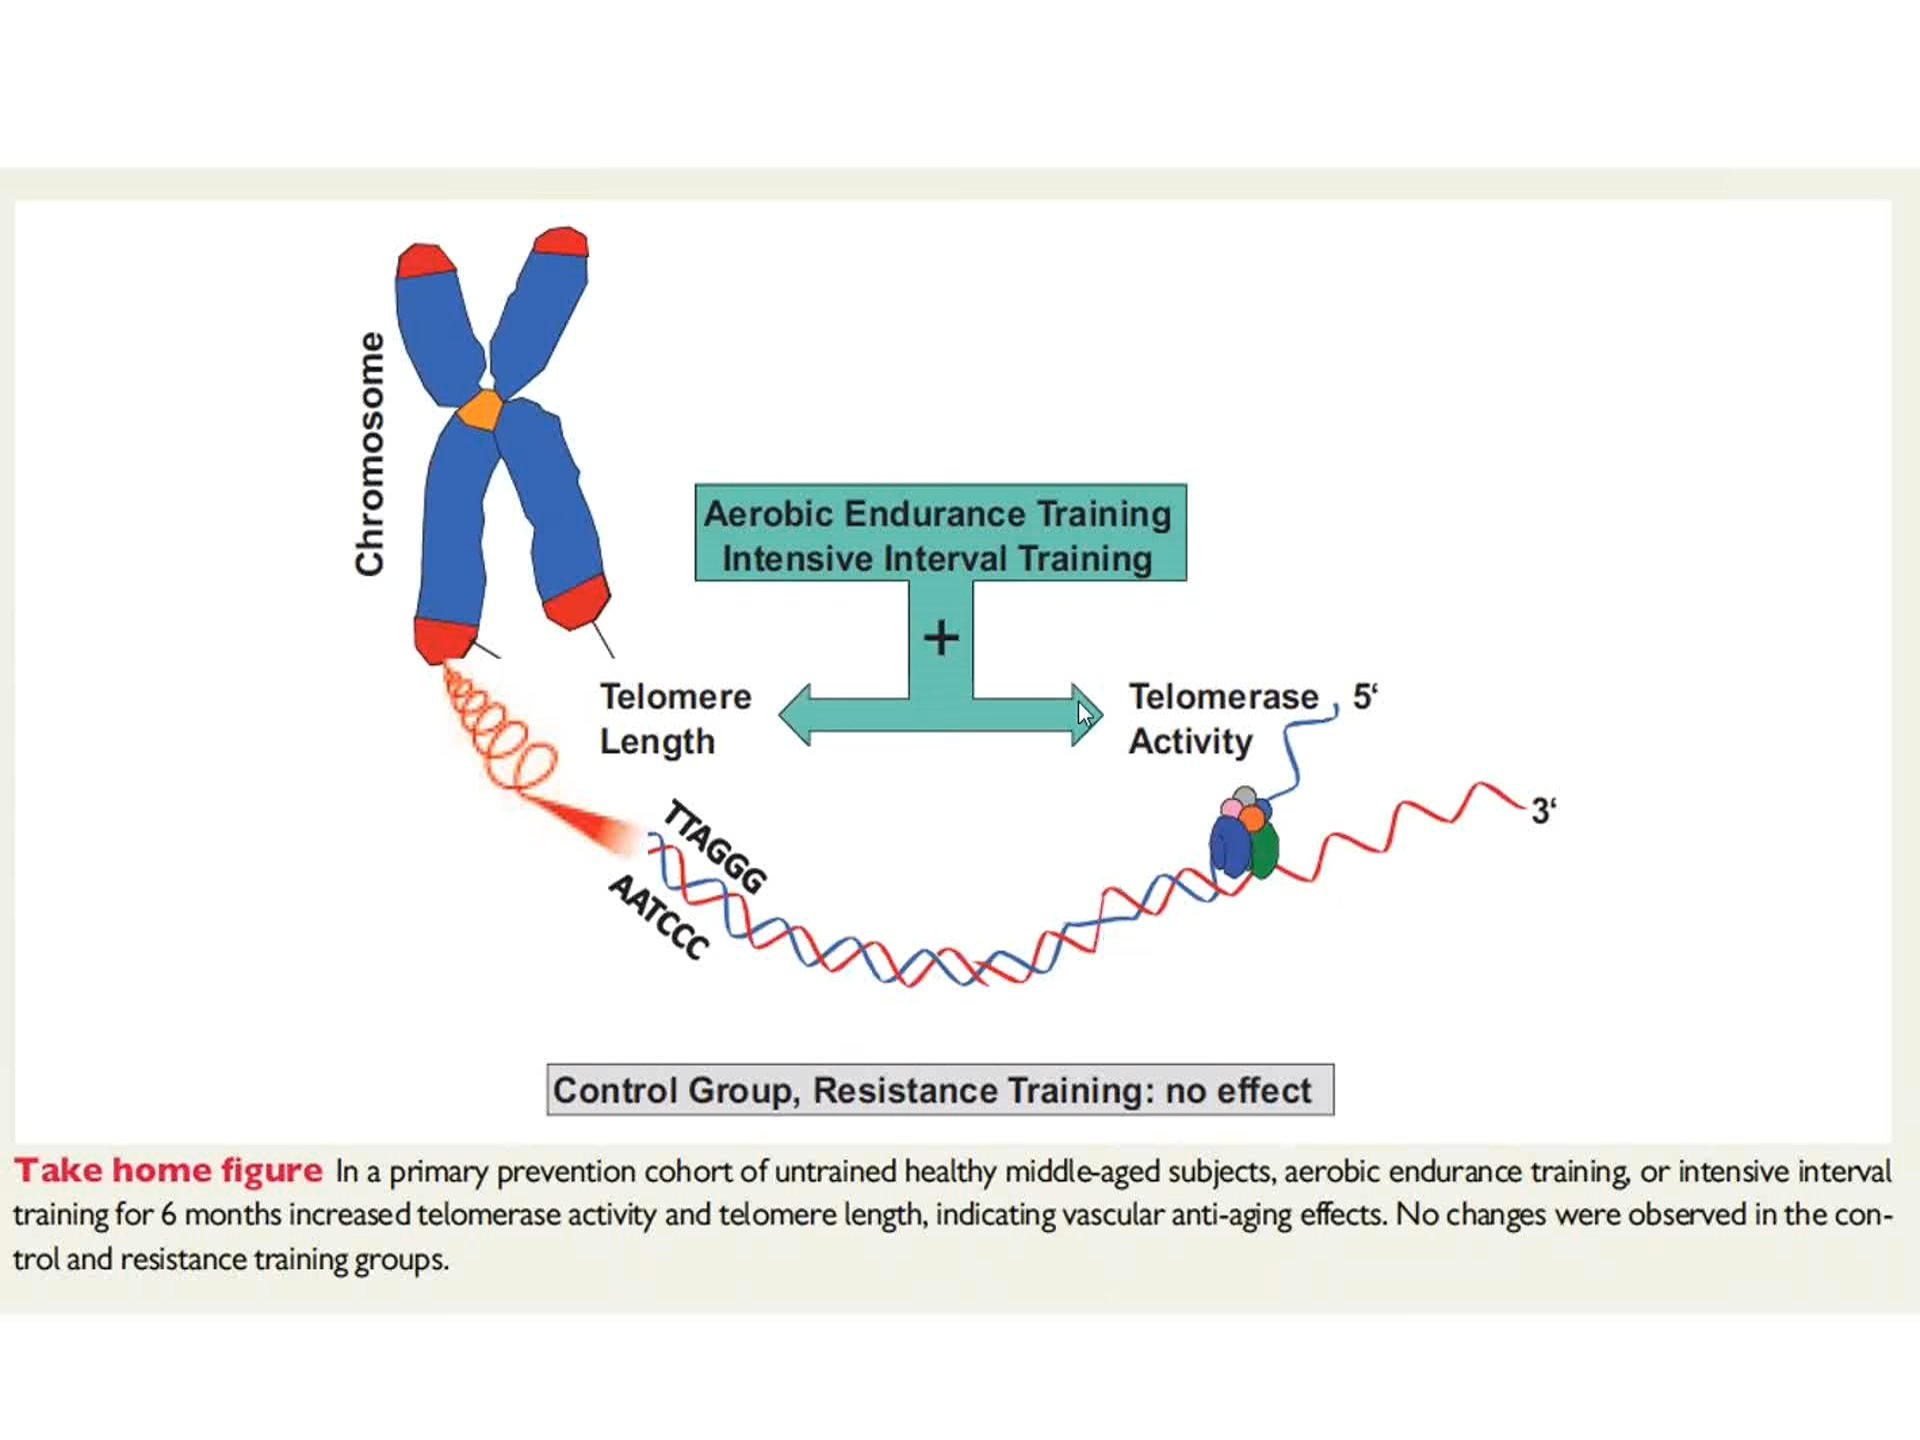 Chromosome
Aerobic Endurance Training
Intensive Interval Training
+
Telomere
Length
Telomerase
Activity
5‘
3‘
TTAGGG
AATCCC
Control Group, Resistance Training: no effect
Take home figure In a primary prevention cohort of untrained healthy middle-aged subjects, aerobic endurance training, or intensive interval
training for 6 months increased telomerase activity and telomere length, indicating vascular anti-aging effects. No changes were observed in the con-
trol and resistance training groups.